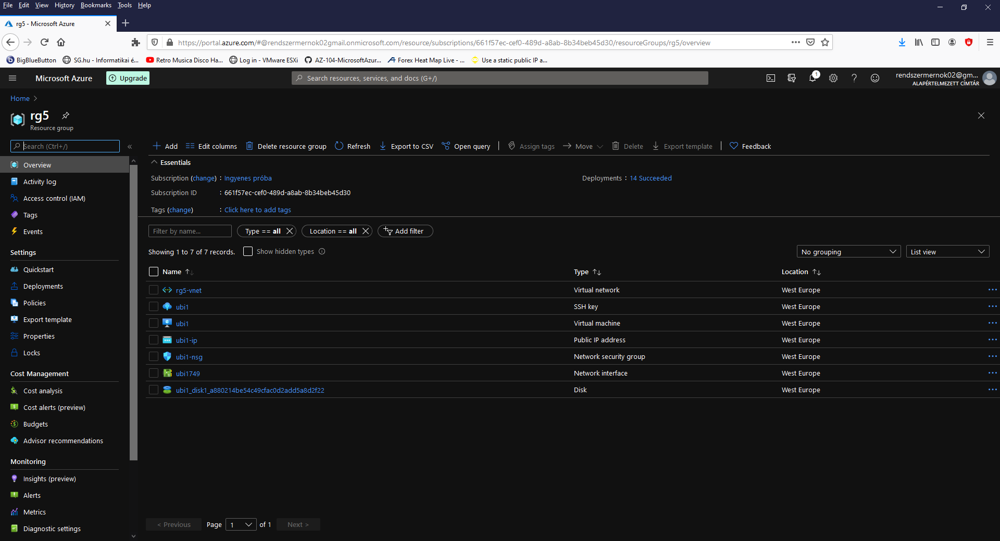 File Edit View History Bookmarks Tools Help
rg5 - Microsoft Azure
https://portal.azure.com/#@rendszermernok02gmail.onmicrosoft.com/resource/subscriptions/661f57ec-cef0-489d-a8ab-8b34beb45d30/resourceGroups/rg5/overview
BigBlueButton SG.hu - Informatikai é... Retro Musica Disco Ha... Log in - VMware ESXi AZ-104-MicrosoftAzur... Forex Heat Map Live - ... Use a static public IP a...
Microsoft Azure Upgrade Search resources, services, and docs (G+/) 1 rendszermernok02@gm...
ALAPÉRTELMEZETT CÍMTÁR
Home
rg5
Resource group
Search (Ctrl+/)
Overview
Activity log
Access control (IAM)
Tags
Events
Settings
Quickstart
Deployments
Policies
Export template
Properties
Locks
Cost Management
Cost analysis
Cost alerts (preview)
Budgets
Advisor recommendations
Monitoring
Insights (preview)
Alerts
Metrics
Diagnostic settings
Add Edit columns Delete resource group Refresh Export to CSV Open query Assign tags Move Delete Export template Feedback
Essentials
Subscription (change) : Ingyenes próba
Deployments : 14 Succeeded
Subscription ID : 661f57ec-cef0-489d-a8ab-8b34beb45d30
Tags (change) : Click here to add tags
Filter by name... Type == all Location == all Add filter
Showing 1 to 7 of 7 records. Show hidden types No grouping List view
Name Type Location
rg5-vnet Virtual network West Europe
ubi1 SSH key West Europe
ubi1 Virtual machine West Europe
ubi1-ip Public IP address West Europe
ubi1-nsg Network security group West Europe
ubi1749 Network interface West Europe
ubi1_disk1_a880214be54c49cfac0d2add5a8d2f22 Disk West Europe
< Previous Page 1 of 1 Next >